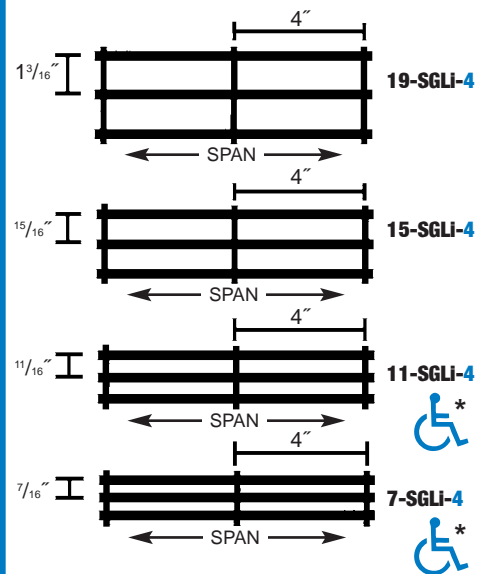 4˝
1³/₁₆˝
19-SGLi-4
SPAN
4˝
¹⁵/₁₆˝
15-SGLi-4
SPAN
4˝
¹¹/₁₆˝
11-SGLi-4
*
SPAN
4˝
⁷/₁₆˝
7-SGLi-4
*
SPAN